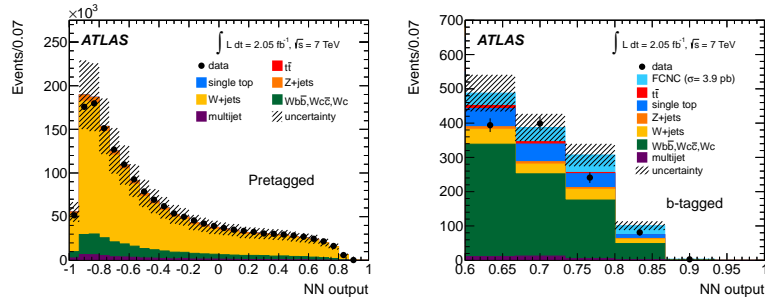 ×10³
250
200
150
100
50
0
Events/0.07
ATLAS
∫ L dt = 2.05 fb⁻¹, √s = 7 TeV
data
tt̄
single top
Z+jets
W+jets
Wbb̄,Wcc̄,Wc
multijet
uncertainty
Pretagged
-1 -0.8 -0.6 -0.4 -0.2 0 0.2 0.4 0.6 0.8 1
NN output
700
600
500
400
300
200
100
0
Events/0.07
ATLAS
∫ L dt = 2.05 fb⁻¹, √s = 7 TeV
data
FCNC (σ= 3.9 pb)
tt̄
single top
Z+jets
W+jets
Wbb̄,Wcc̄,Wc
multijet
uncertainty
b-tagged
0.6 0.65 0.7 0.75 0.8 0.85 0.9 0.95 1
NN output